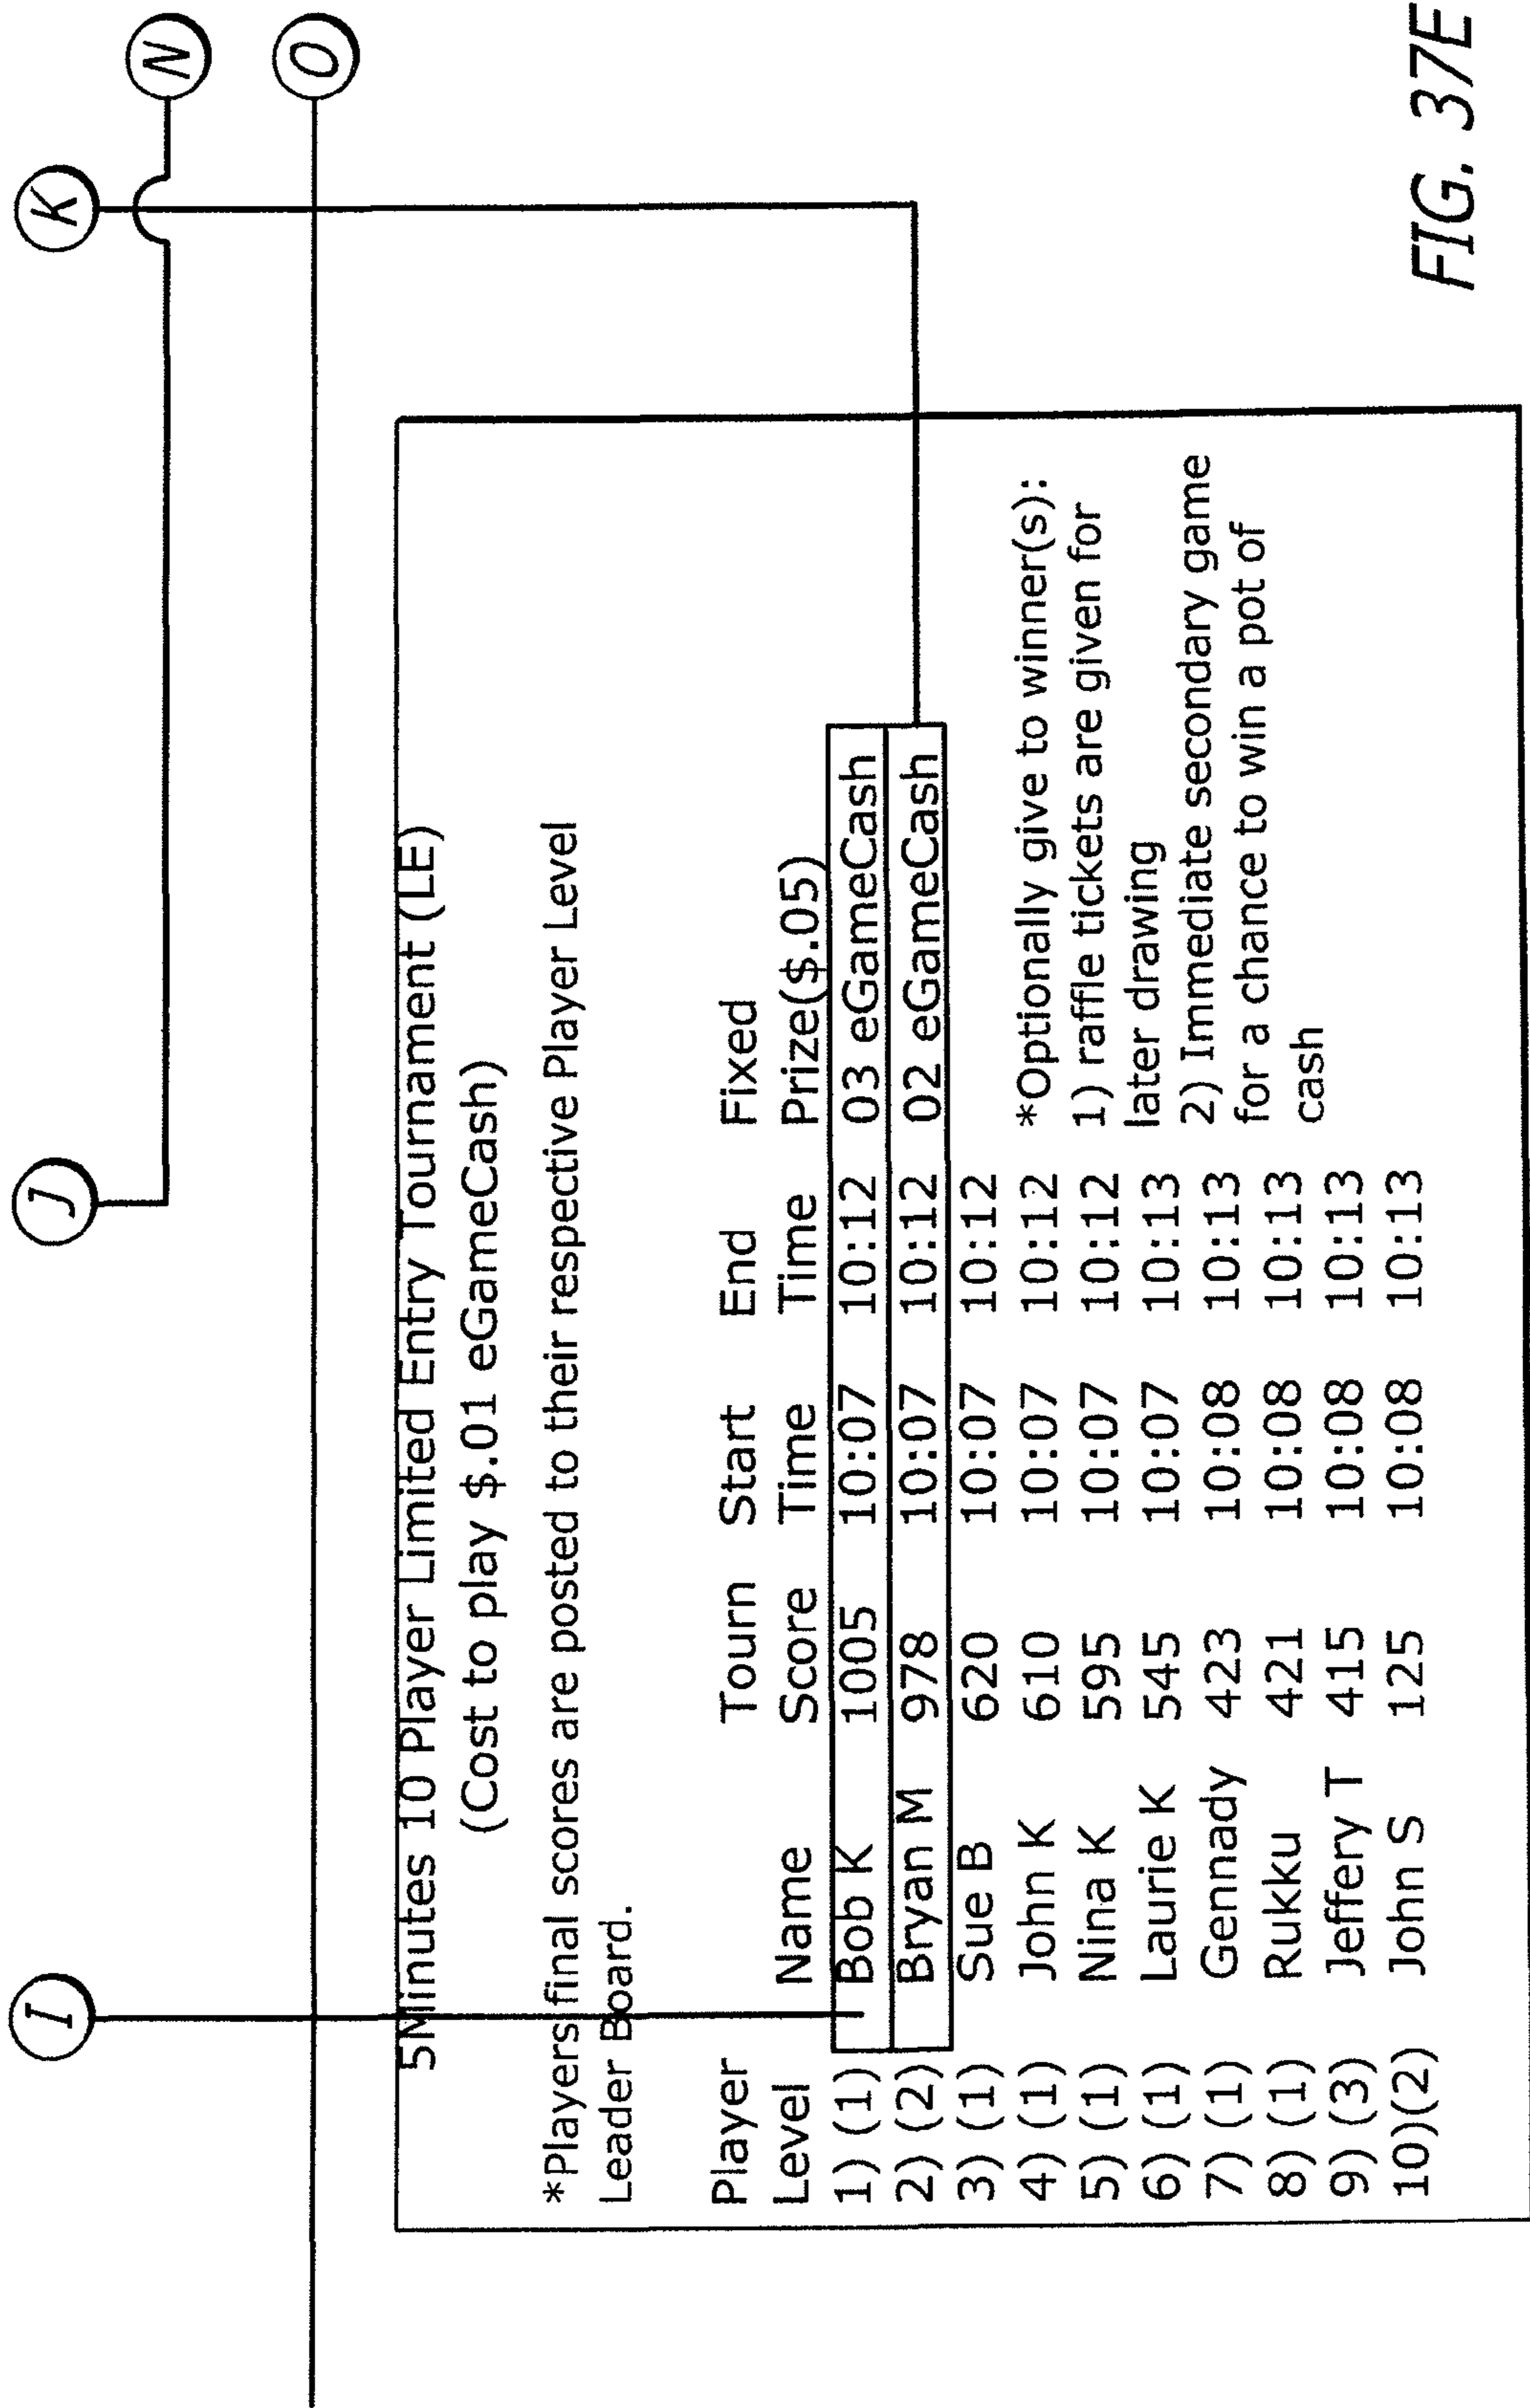 I
J
K
N
O
5Minutes 10 Player Limited Entry Tournament (LE)
(Cost to play $.01 eGameCash)
*Players final scores are posted to their respective Player Level
Leader Board.
Player Tourn Start End Fixed
Level Name Score Time Time Prize($.05)
1) (1) Bob K 1005 10:07 10:12 03 eGameCash
2) (2) Bryan M 978 10:07 10:12 02 eGameCash
3) (1) Sue B 620 10:07 10:12
4) (1) John K 610 10:07 10:12
5) (1) Nina K 595 10:07 10:12
6) (1) Laurie K 545 10:07 10:13
7) (1) Gennady 423 10:08 10:13
8) (1) Rukku 421 10:08 10:13
9) (3) Jeffery T 415 10:08 10:13
10)(2) John S 125 10:08 10:13
*Optionally give to winner(s):
1) raffle tickets are given for
later drawing
2) Immediate secondary game
for a chance to win a pot of
cash
FIG. 37E